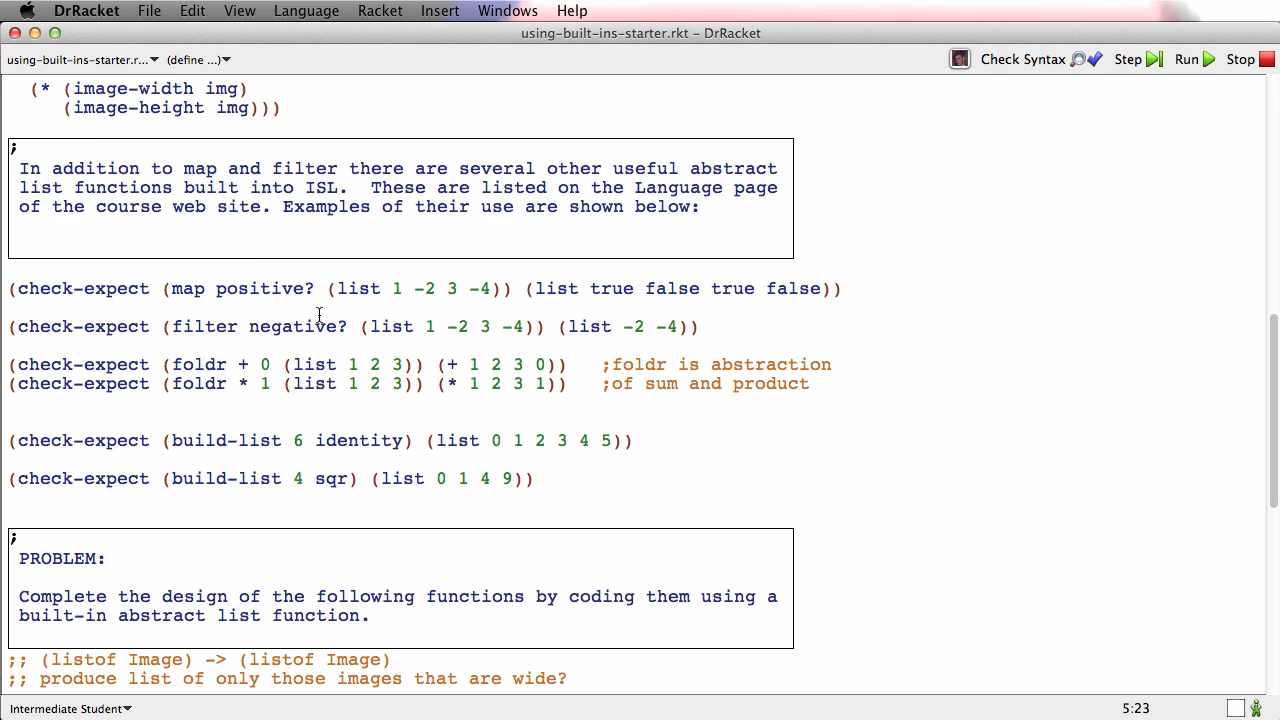 DrRacket File Edit View Language Racket Insert Windows Help
using-built-ins-starter.rkt – DrRacket
using-built-ins-starter.r... (define ...) Check Syntax Step Run Stop
(* (image-width img)
(image-height img)))
;
In addition to map and filter there are several other useful abstract
list functions built into ISL.  These are listed on the Language page
of the course web site. Examples of their use are shown below:
(check-expect (map positive? (list 1 -2 3 -4)) (list true false true false))
(check-expect (filter negative? (list 1 -2 3 -4)) (list -2 -4))
(check-expect (foldr + 0 (list 1 2 3)) (+ 1 2 3 0))   ;foldr is abstraction
(check-expect (foldr * 1 (list 1 2 3)) (* 1 2 3 1))   ;of sum and product
(check-expect (build-list 6 identity) (list 0 1 2 3 4 5))
(check-expect (build-list 4 sqr) (list 0 1 4 9))
;
PROBLEM:
Complete the design of the following functions by coding them using a
built-in abstract list function.
;; (listof Image) -> (listof Image)
;; produce list of only those images that are wide?
Intermediate Student 5:23